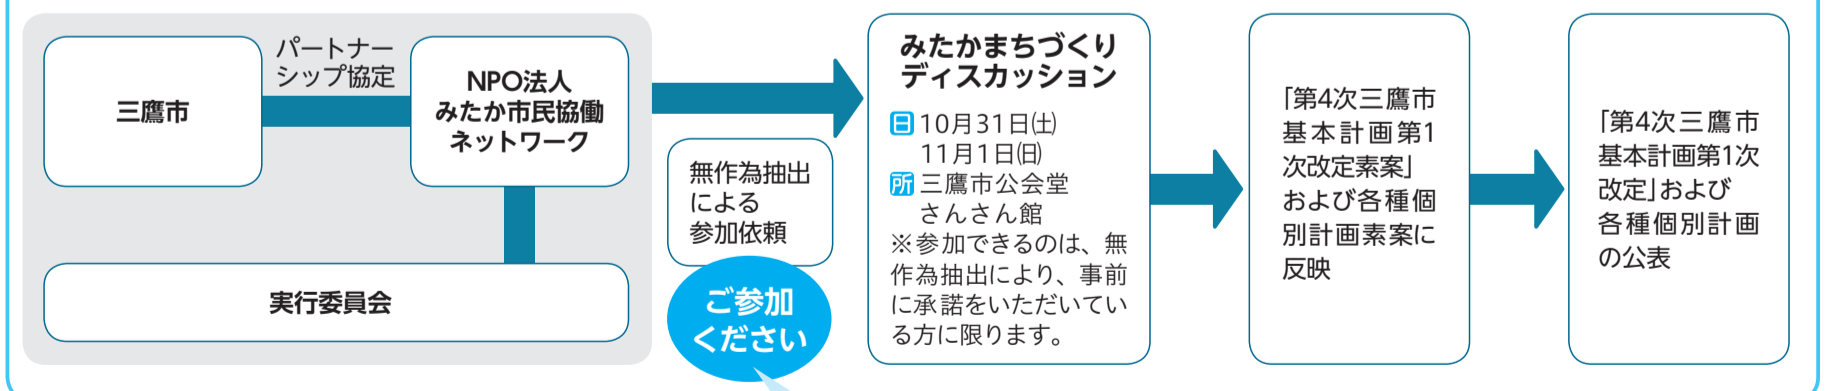 三鷹市
パートナー
シップ協定
NPO法人
みたか市民協働
ネットワーク
実行委員会
無作為抽出
による
参加依頼
ご参加
ください
みたかまちづくり
ディスカッション
日 10月31日㈯
11月1日㈰
所 三鷹市公会堂
さんさん館
※参加できるのは、無
作為抽出により、事前
に承諾をいただいてい
る方に限ります。
「第4次三鷹市
基本計画第1
次改定素案」
および各種個
別計画素案に
反映
「第4次三鷹市
基本計画第1次
改定」および
各種個別計画
の公表